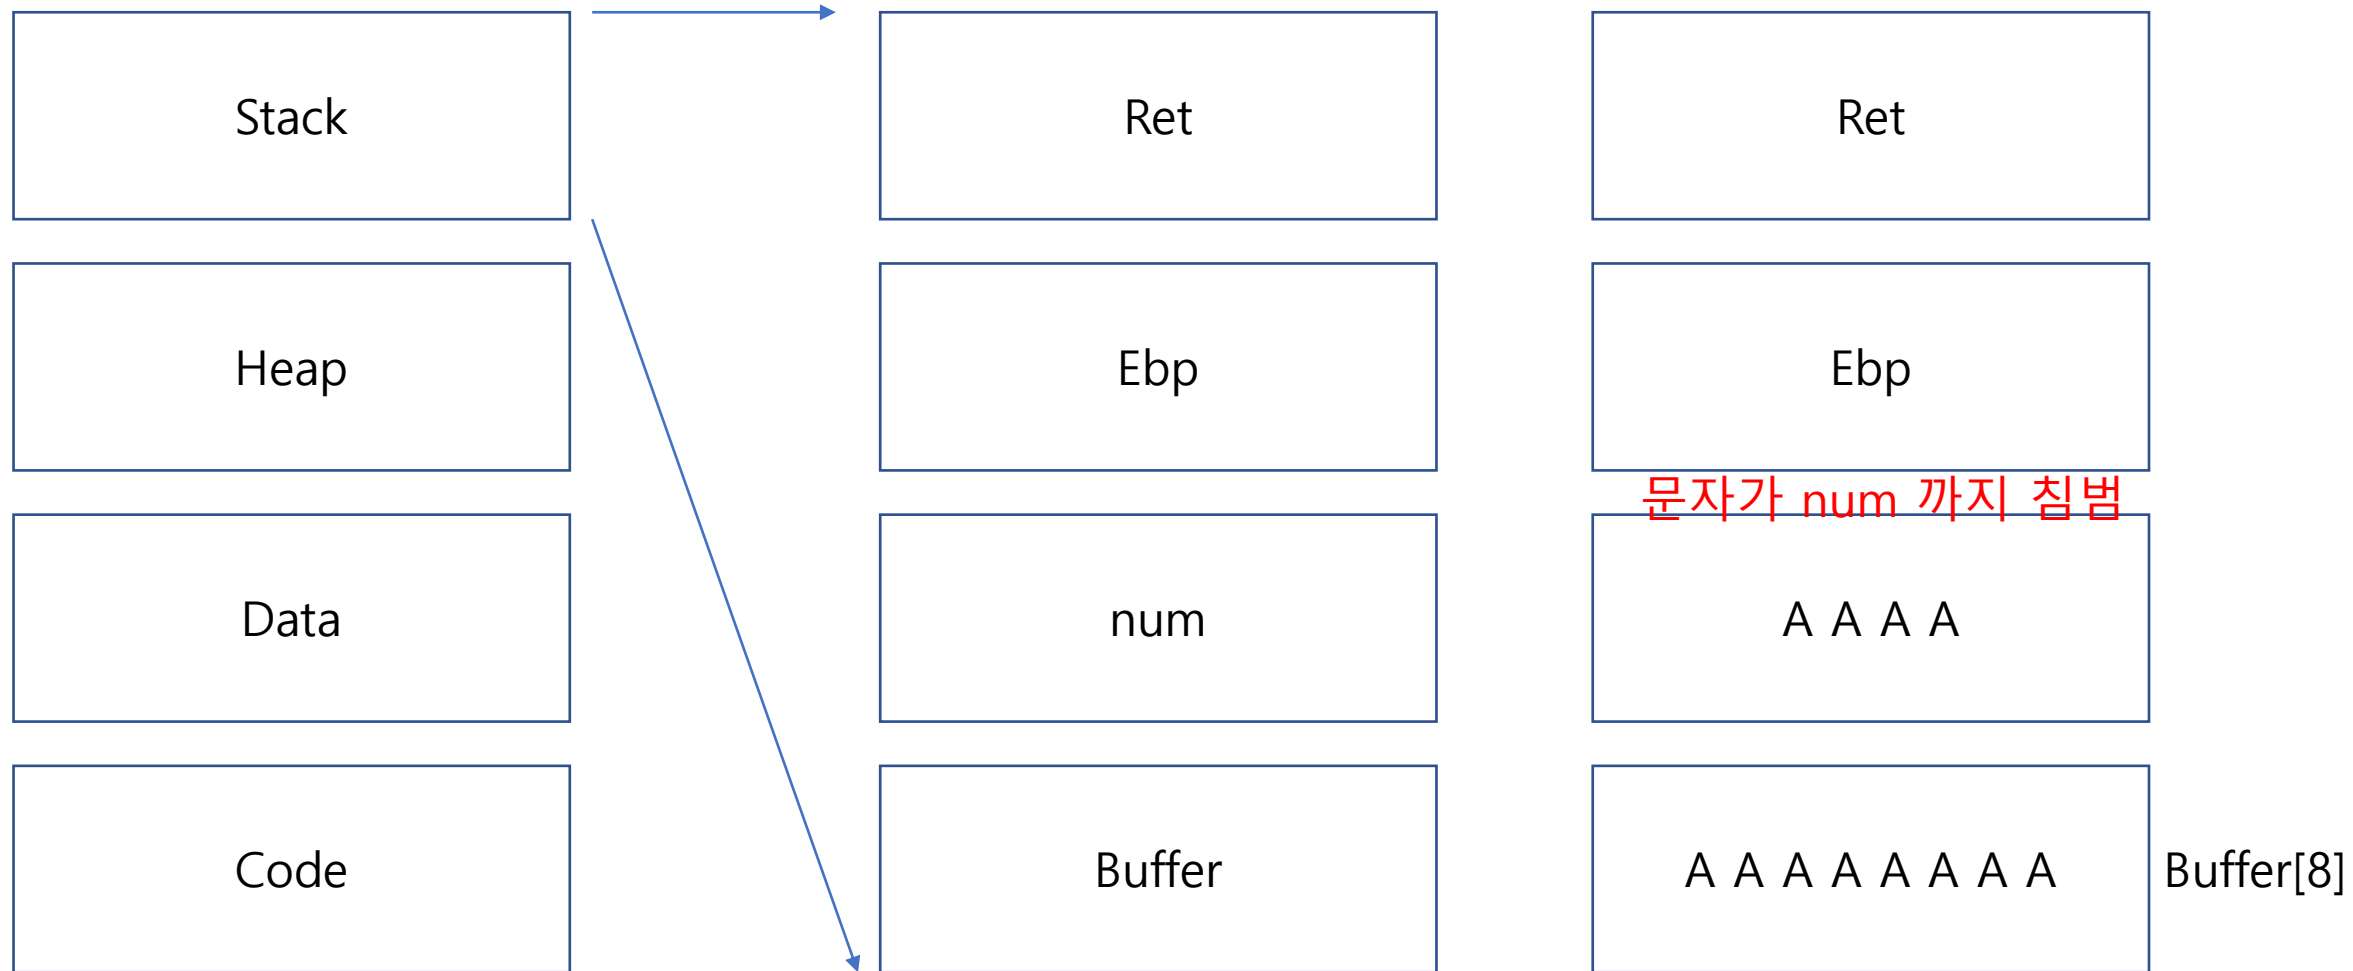 Stack
Ret
Ret
Heap
Ebp
Ebp
문자가 num 까지 침범
Data
num
A A A A
Code
Buffer
A A A A A A A A
Buffer[8]